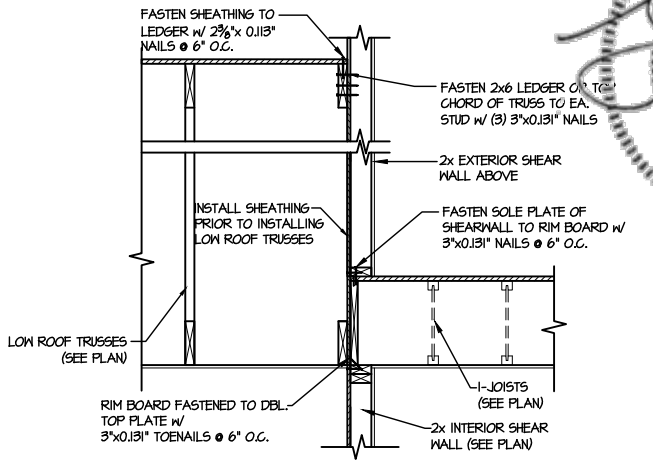 FASTEN SHEATHING TO
LEDGER W/ 2⅜"x 0.113"
NAILS @ 6" O.C.
FASTEN 2x6 LEDGER OR TOP
CHORD OF TRUSS TO EA.
STUD W/ (3) 3"x0.131" NAILS
2x EXTERIOR SHEAR
WALL ABOVE
INSTALL SHEATHING
PRIOR TO INSTALLING
LOW ROOF TRUSSES
FASTEN SOLE PLATE OF
SHEARWALL TO RIM BOARD W/
3"x0.131" NAILS @ 6" O.C.
LOW ROOF TRUSSES
(SEE PLAN)
RIM BOARD FASTENED TO DBL.
TOP PLATE W/
3"x0.131" TOENAILS @ 6" O.C.
I-JOISTS
(SEE PLAN)
2x INTERIOR SHEAR
WALL (SEE PLAN)